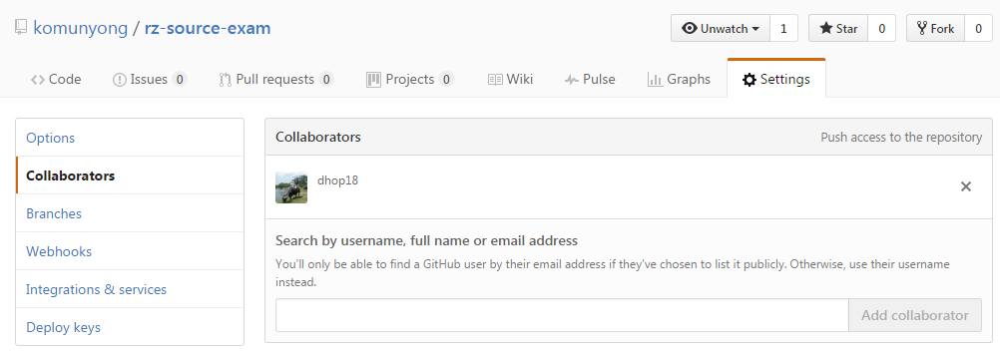 komunyong / rz-source-exam
Unwatch 1 Star 0 Fork 0
Code Issues 0 Pull requests 0 Projects 0 Wiki Pulse Graphs Settings
Options
Collaborators
Branches
Webhooks
Integrations & services
Deploy keys
Collaborators Push access to the repository
dhop18
Search by username, full name or email address
You'll only be able to find a GitHub user by their email address if they've chosen to list it publicly. Otherwise, use their username
instead.
Add collaborator